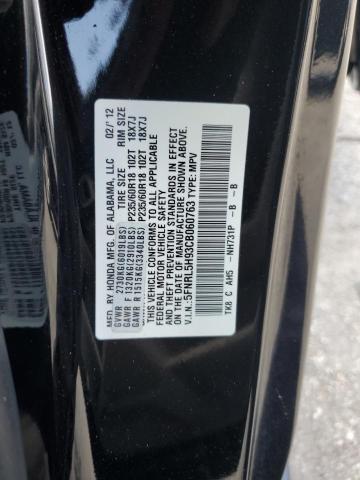 MFD. BY HONDA MFG. OF ALABAMA, LLC 02/'12
TIRE SIZE RIM SIZE
GVWR 2730KG(6019LBS)
GAWR F 1320KG(2910LBS) P235/60R18 102T 18X7J
GAWR R 1515KG(3340LBS) P235/60R18 102T 18X7J
THIS VEHICLE CONFORMS TO ALL APPLICABLE
FEDERAL MOTOR VEHICLE SAFETY AND
THEFT PREVENTION STANDARDS IN EFFECT
ON THE DATE OF MANUFACTURE SHOWN ABOVE.
V.I.N.: 5FNRL5H93CB060763 TYPE: MPV
TK8 C AH5 -NH731P -B -B